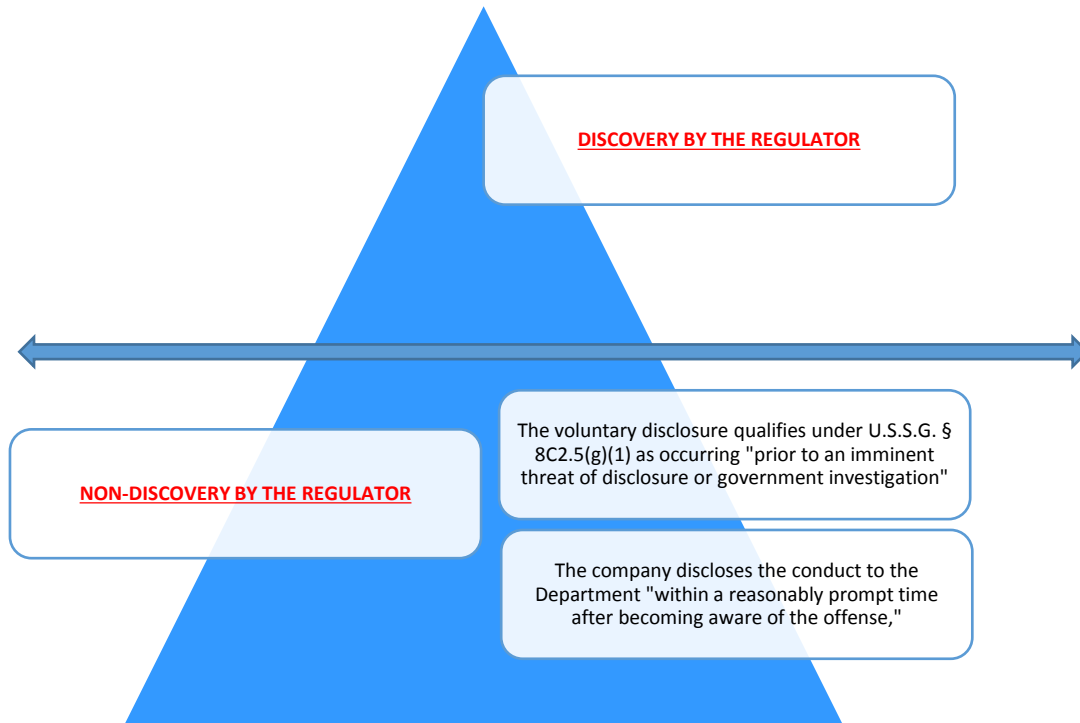 DISCOVERY BY THE REGULATOR
NON-DISCOVERY BY THE REGULATOR
The voluntary disclosure qualifies under U.S.S.G. §
8C2.5(g)(1) as occurring "prior to an imminent
threat of disclosure or government investigation"
The company discloses the conduct to the
Department "within a reasonably prompt time
after becoming aware of the offense,"